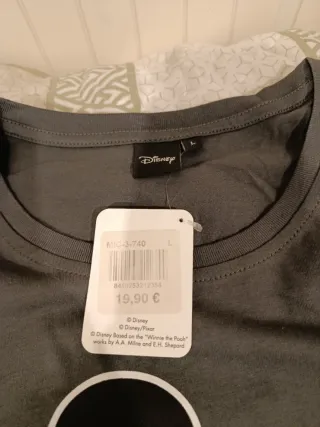 Disney
L
L
19,90 €
© Disney
© Disney/Pixar
© Disney Based on the "Winnie the Pooh"
works by A.A. Milne and E.H. Shepard